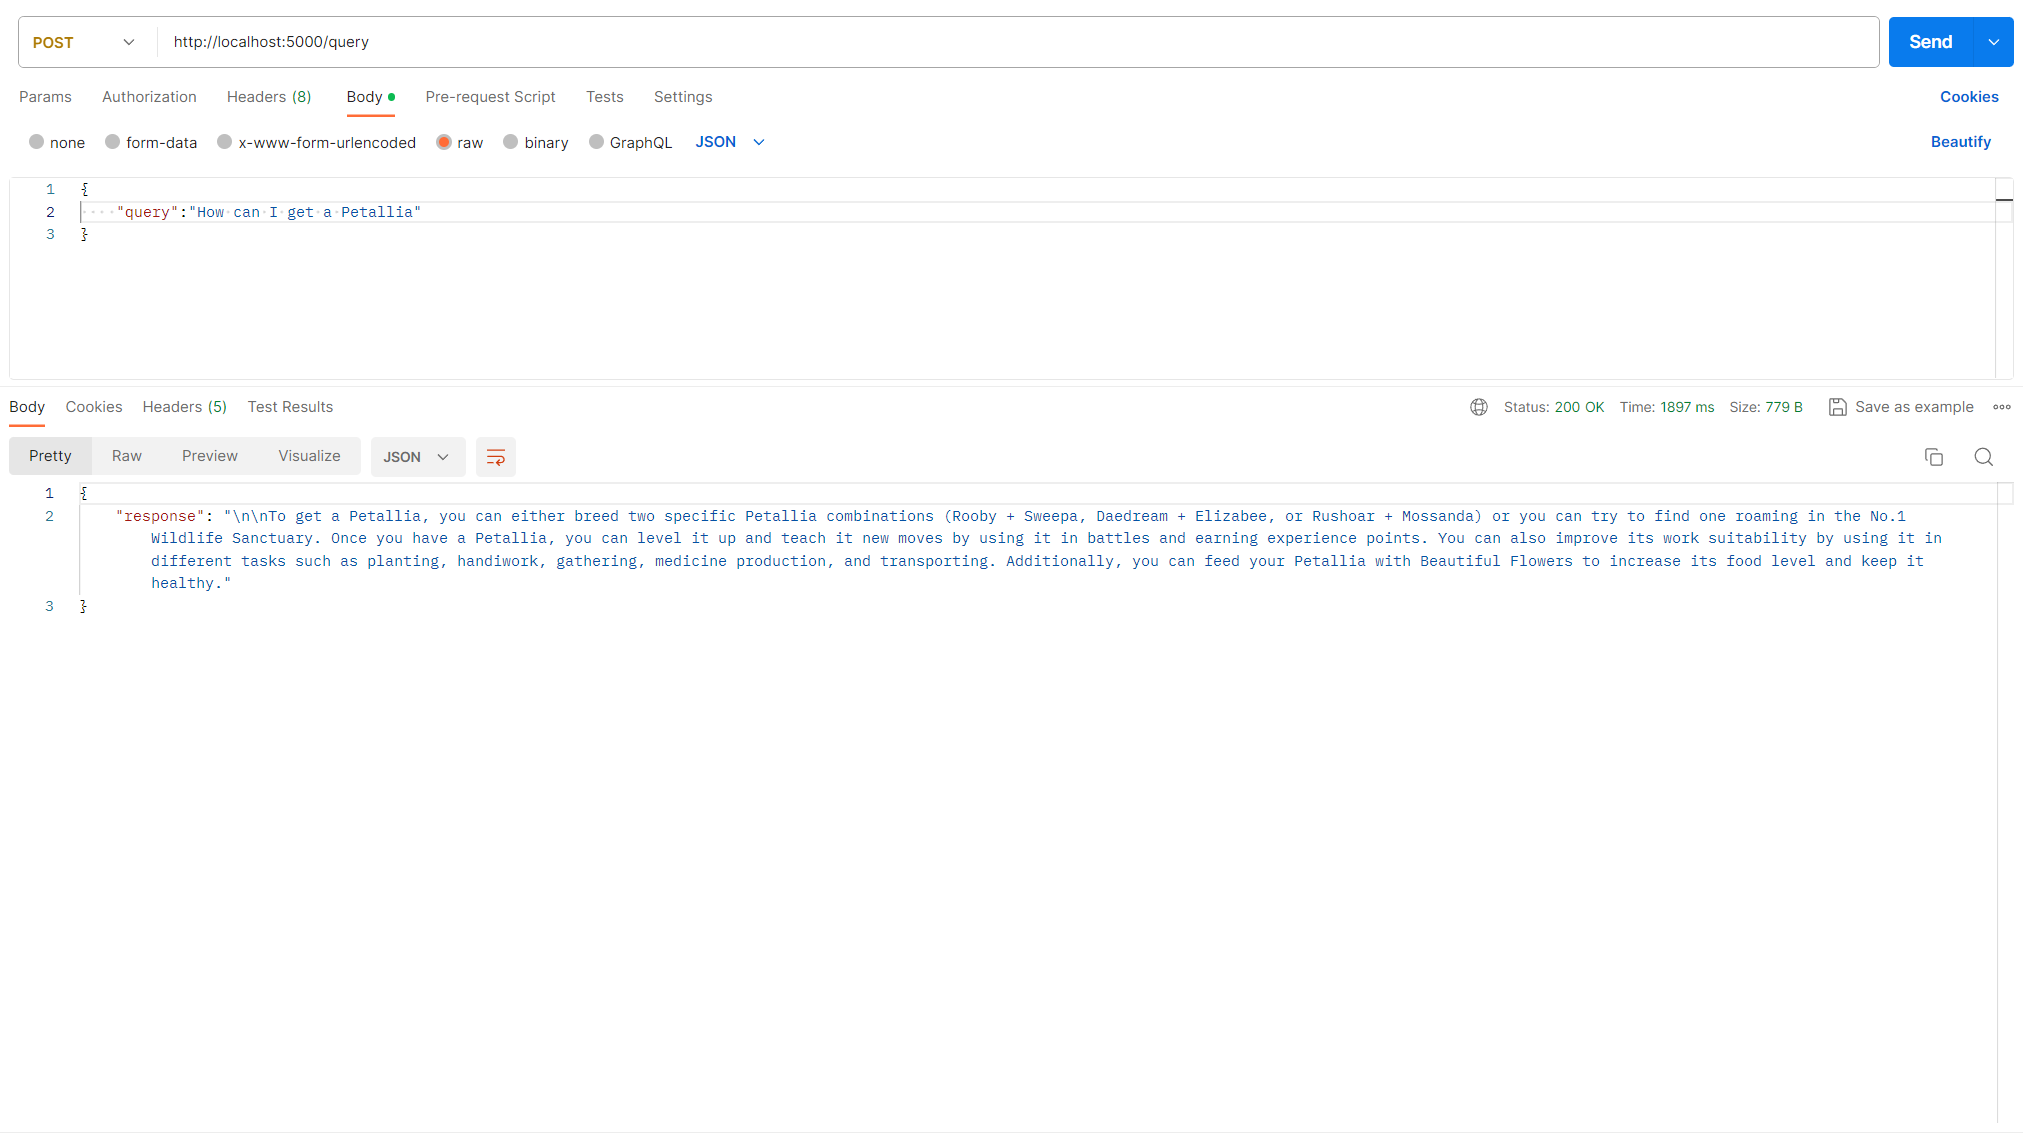 POST http://localhost:5000/query Send
Params Authorization Headers (8) Body Pre-request Script Tests Settings Cookies
none form-data x-www-form-urlencoded raw binary GraphQL JSON Beautify
1 {
2 ····"query":"How·can·I·get·a·Petallia"
3 }
Body Cookies Headers (5) Test Results Status: 200 OK Time: 1897 ms Size: 779 B Save as example
Pretty Raw Preview Visualize JSON
1 {
2 "response": "\n\nTo get a Petallia, you can either breed two specific Petallia combinations (Rooby + Sweepa, Daedream + Elizabee, or Rushoar + Mossanda) or you can try to find one roaming in the No.1
Wildlife Sanctuary. Once you have a Petallia, you can level it up and teach it new moves by using it in battles and earning experience points. You can also improve its work suitability by using it in
different tasks such as planting, handiwork, gathering, medicine production, and transporting. Additionally, you can feed your Petallia with Beautiful Flowers to increase its food level and keep it
healthy."
3 }